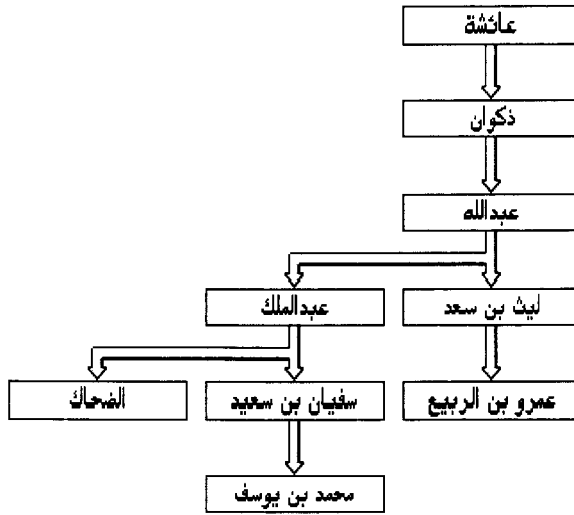 عائشة
ذكوان
عبدالله
ليث بن سعد
عبدالملك
عمرو بن الربيع
سفيان بن سعيد
الضحاك
محمد بن يوسف